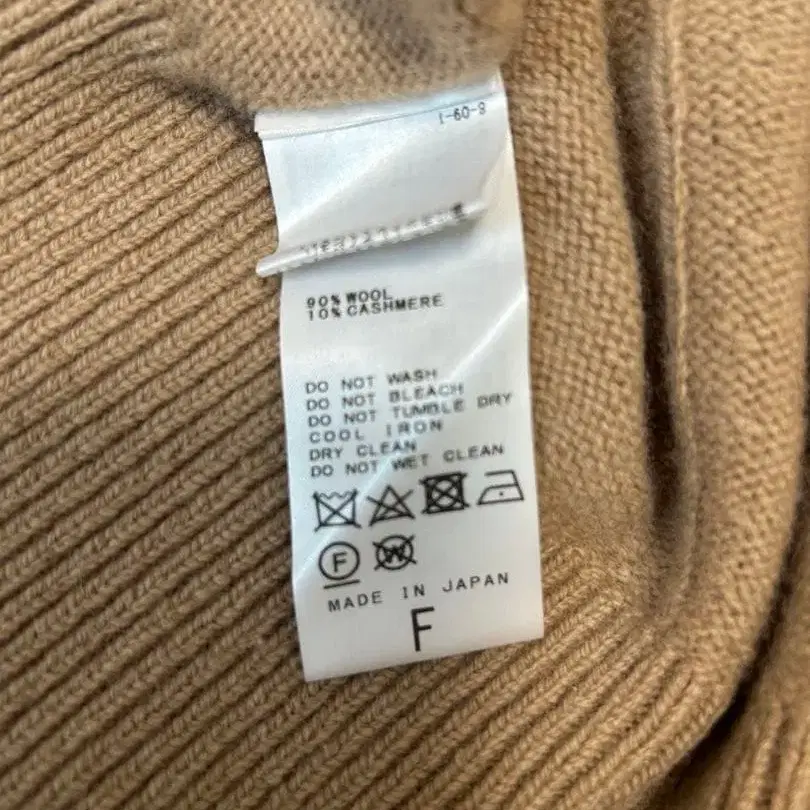 1-60-8
90% WOOL
10% CASHMERE
DO NOT WASH
DO NOT BLEACH
DO NOT TUMBLE DRY
COOL IRON
DRY CLEAN
DO NOT WET CLEAN
F W
MADE IN JAPAN
F